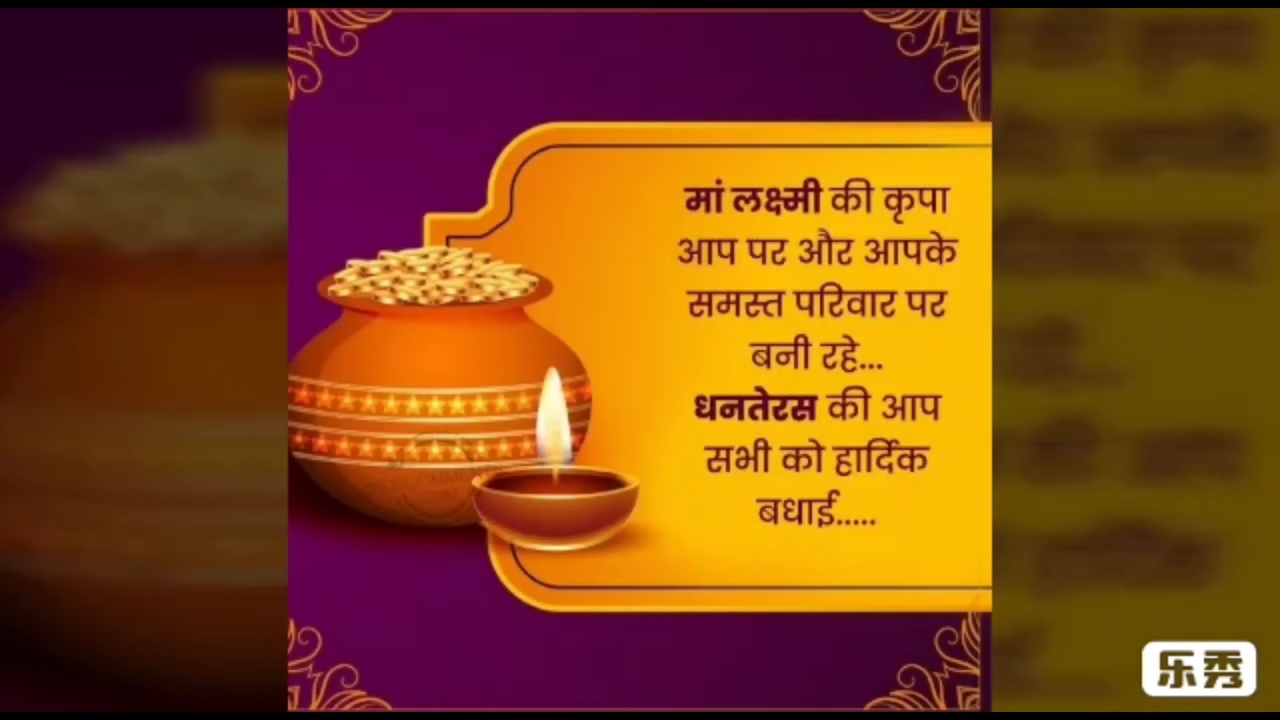 मां लक्ष्मी की कृपा
आप पर और आपके
समस्त परिवार पर
बनी रहे...
धनतेरस की आप
सभी को हार्दिक
बधाई.....
乐秀